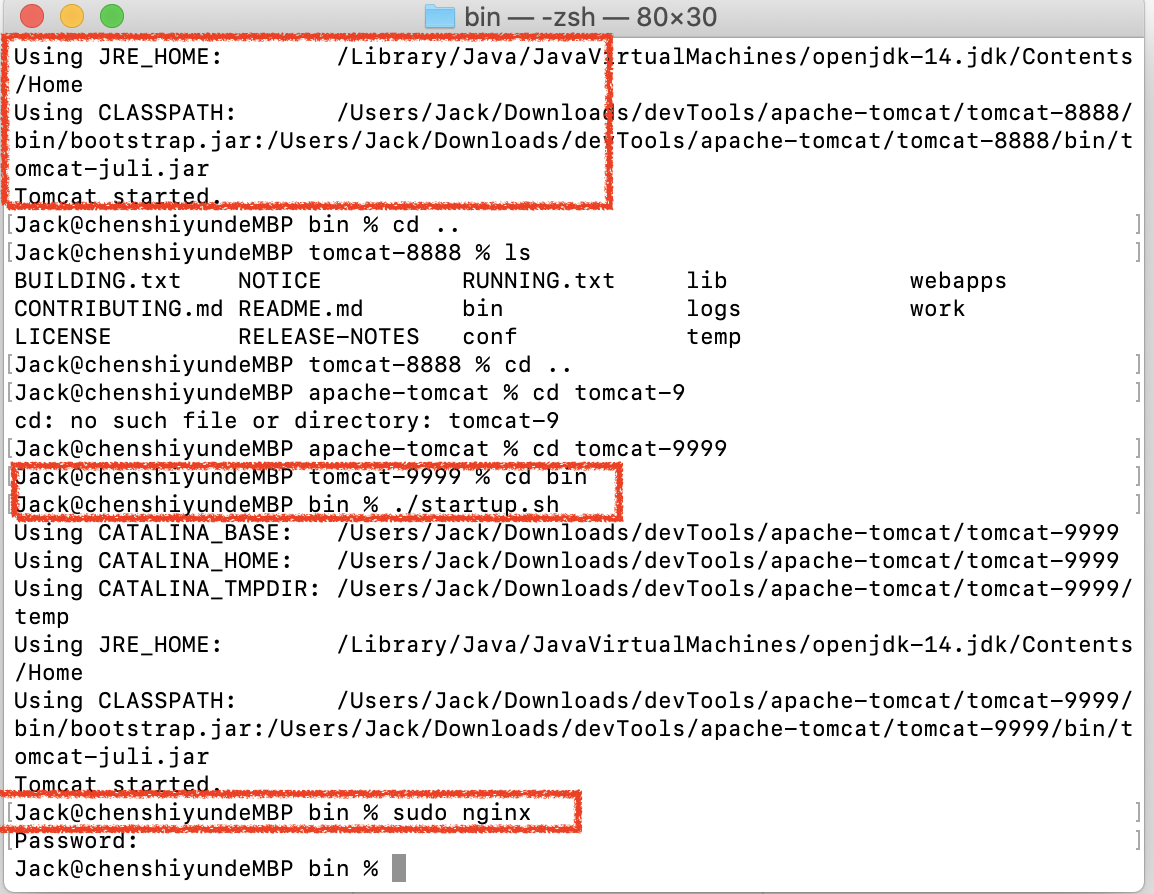 bin — -zsh — 80×30
Using JRE_HOME:        /Library/Java/JavaVirtualMachines/openjdk-14.jdk/Contents
/Home
Using CLASSPATH:       /Users/Jack/Downloads/devTools/apache-tomcat/tomcat-8888/
bin/bootstrap.jar:/Users/Jack/Downloads/devTools/apache-tomcat/tomcat-8888/bin/t
omcat-juli.jar
Tomcat started.
[Jack@chenshiyundeMBP bin % cd .. ]
[Jack@chenshiyundeMBP tomcat-8888 % ls ]
BUILDING.txt    NOTICE          RUNNING.txt     lib             webapps
CONTRIBUTING.md README.md       bin             logs            work
LICENSE         RELEASE-NOTES   conf            temp
[Jack@chenshiyundeMBP tomcat-8888 % cd .. ]
[Jack@chenshiyundeMBP apache-tomcat % cd tomcat-9 ]
cd: no such file or directory: tomcat-9
[Jack@chenshiyundeMBP apache-tomcat % cd tomcat-9999 ]
[Jack@chenshiyundeMBP tomcat-9999 % cd bin ]
[Jack@chenshiyundeMBP bin % ./startup.sh ]
Using CATALINA_BASE:   /Users/Jack/Downloads/devTools/apache-tomcat/tomcat-9999
Using CATALINA_HOME:   /Users/Jack/Downloads/devTools/apache-tomcat/tomcat-9999
Using CATALINA_TMPDIR: /Users/Jack/Downloads/devTools/apache-tomcat/tomcat-9999/
temp
Using JRE_HOME:        /Library/Java/JavaVirtualMachines/openjdk-14.jdk/Contents
/Home
Using CLASSPATH:       /Users/Jack/Downloads/devTools/apache-tomcat/tomcat-9999/
bin/bootstrap.jar:/Users/Jack/Downloads/devTools/apache-tomcat/tomcat-9999/bin/t
omcat-juli.jar
Tomcat started.
[Jack@chenshiyundeMBP bin % sudo nginx ]
[Password: ]
Jack@chenshiyundeMBP bin %